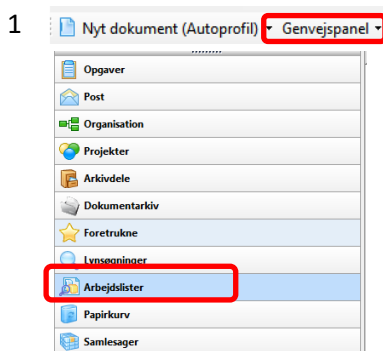 1
Nyt dokument (Autoprofil) Genvejspanel
Opgaver
Post
Organisation
Projekter
Arkivdele
Dokumentarkiv
Foretrukne
Lynsøgninger
Arbejdslister
Papirkurv
Samlesager